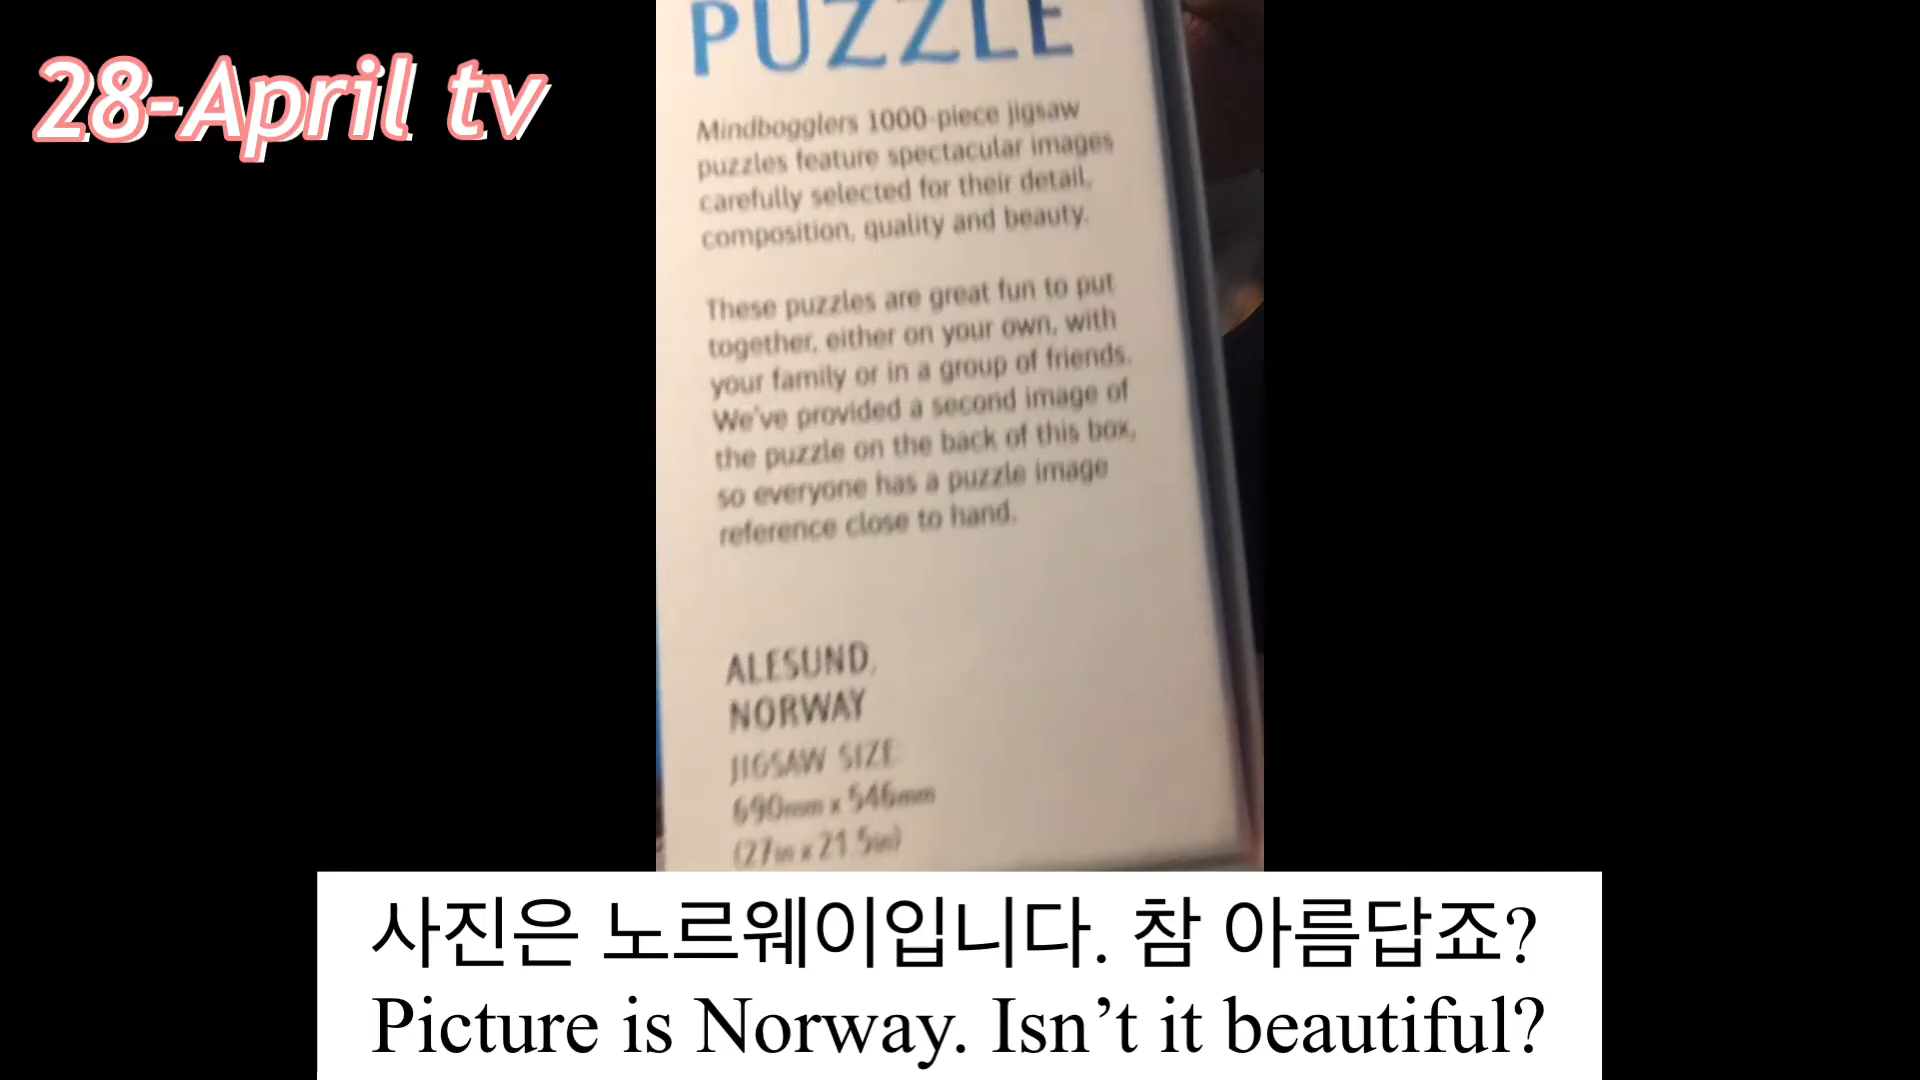 28-April tv
PUZZLE
Mindbogglers 1000-piece jigsaw
puzzles feature spectacular images
carefully selected for their detail,
composition, quality and beauty.
These puzzles are great fun to put
together, either on your own, with
your family or in a group of friends.
We've provided a second image of
the puzzle on the back of this box,
so everyone has a puzzle image
reference close to hand.
ALESUND,
NORWAY
JIGSAW SIZE
690mm x 546mm
(27in x 21.5in)
사진은 노르웨이입니다. 참 아름답죠?
Picture is Norway. Isn’t it beautiful?